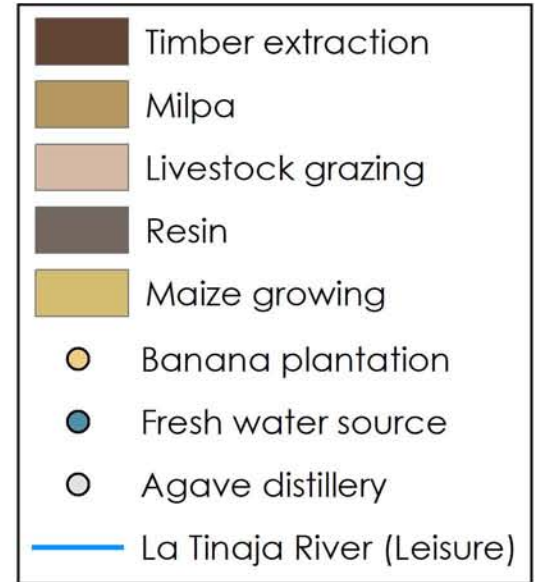 Timber extraction
Milpa
Livestock grazing
Resin
Maize growing
Banana plantation
Fresh water source
Agave distillery
La Tinaja River (Leisure)